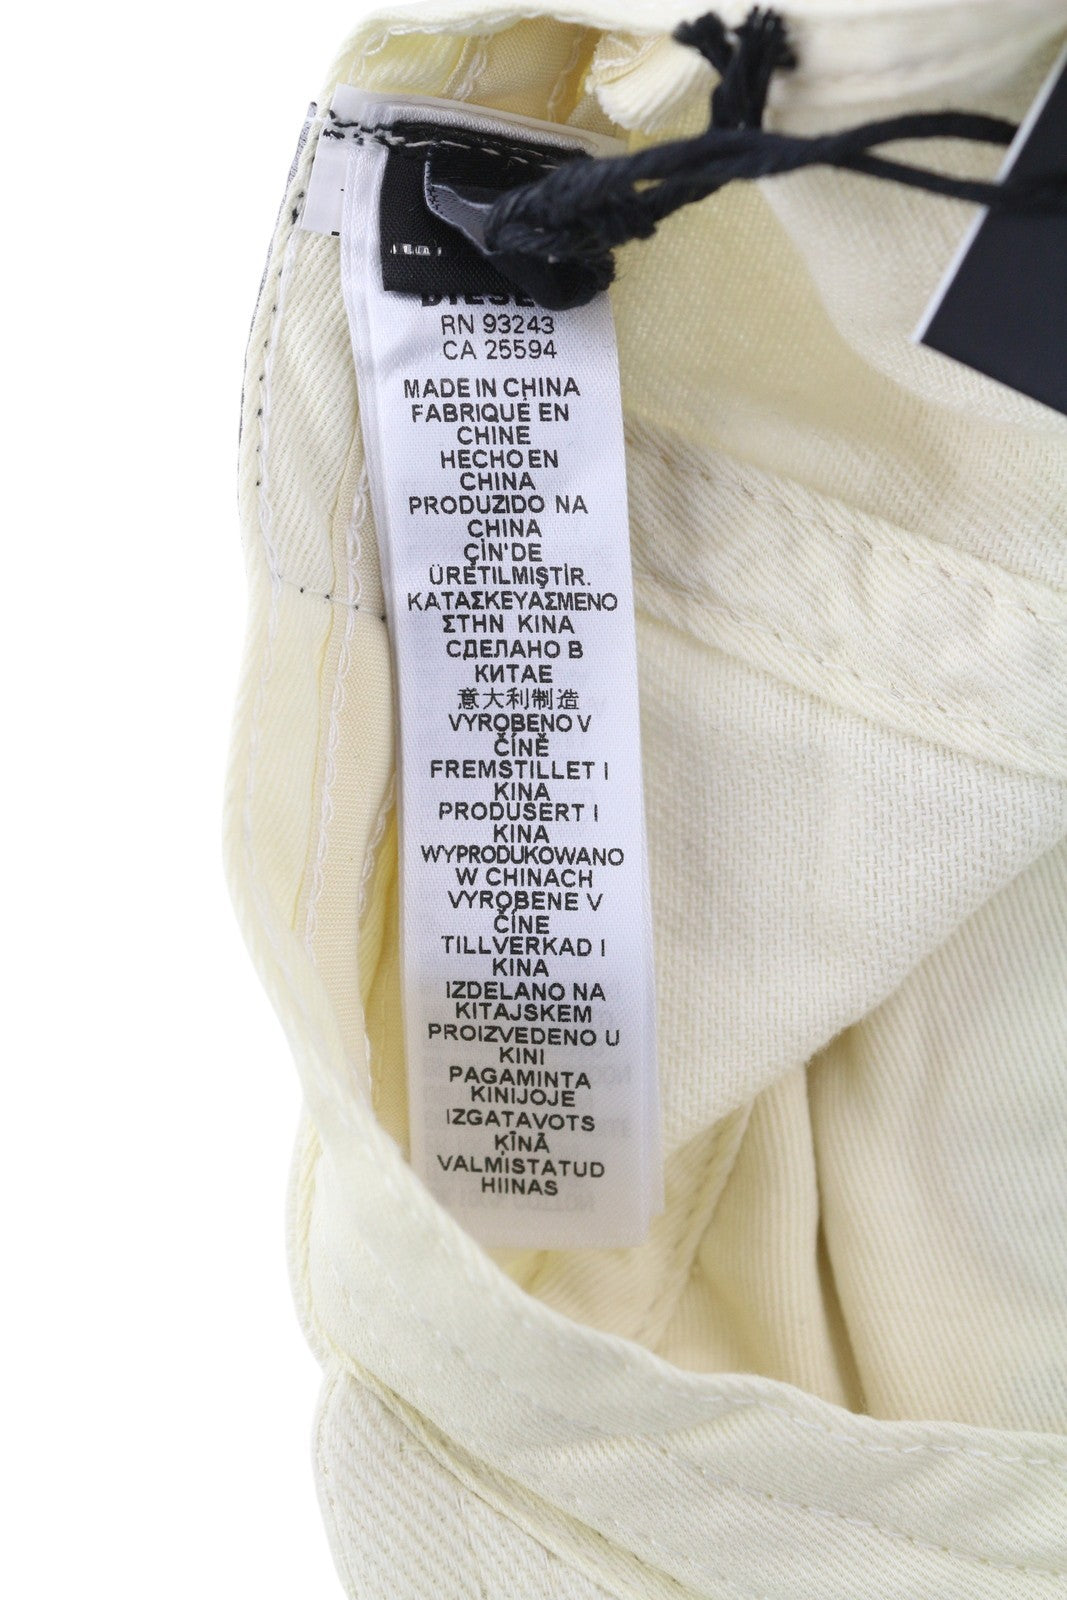 DIESEL
RN 93243
CA 25594
MADE IN CHINA
FABRIQUÉ EN
CHINE
HECHO EN
CHINA
PRODUZIDO NA
CHINA
ÇİN'DE
ÜRETİLMİŞTİR.
ΚΑΤΑΣΚΕΥΑΣΜΕΝΟ
ΣΤΗΝ ΚΙΝΑ
СДЕЛАНО В
КИТАЕ
意大利制造
VYROBENO V
ČÍNĚ
FREMSTILLET I
KINA
PRODUSERT I
KINA
WYPRODUKOWANO
W CHINACH
VYROBENE V
ČÍNE
TILLVERKAD I
KINA
IZDELANO NA
KITAJSKEM
PROIZVEDENO U
KINI
PAGAMINTA
KINIJOJE
IZGATAVOTS
ĶĪNĀ
VALMISTATUD
HIINAS